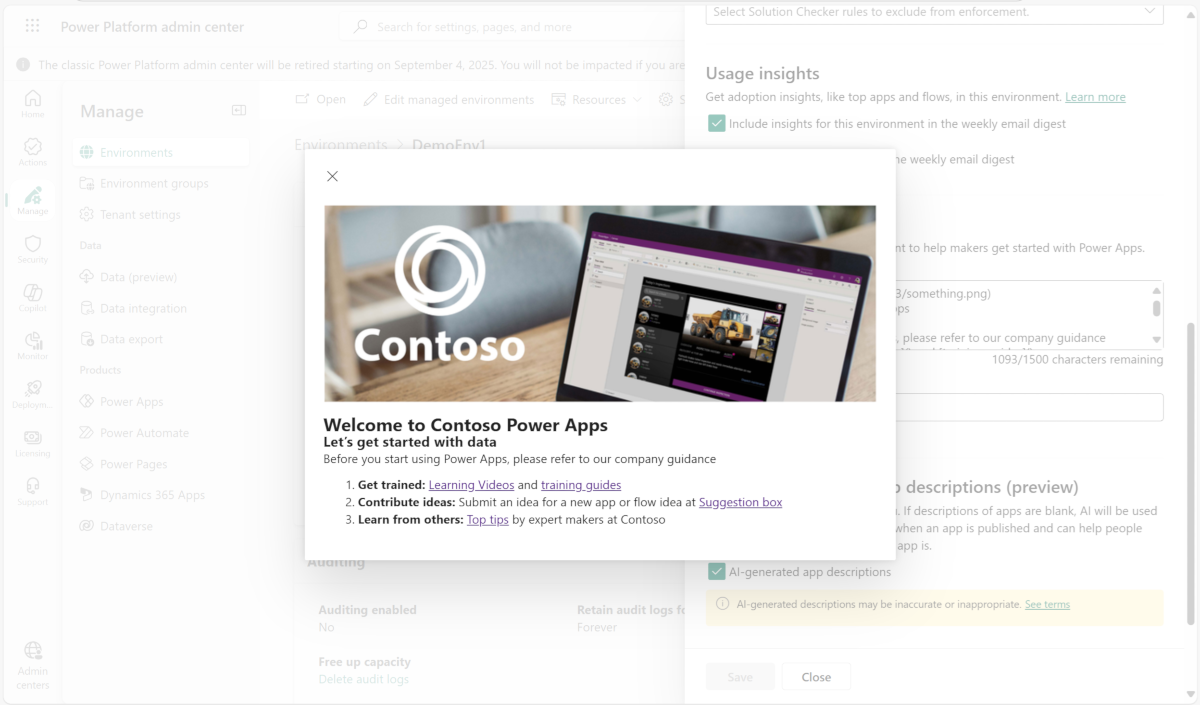 Power Platform admin center
Search for settings, pages, and more
The classic Power Platform admin center will be retired starting on September 4, 2025. You will not be impacted if you are
Home
Actions
Manage
Security
Copilot
Monitor
Deploym...
Licensing
Support
Admin
centers
Manage
Environments
Environment groups
Tenant settings
Data
Data (preview)
Data integration
Data export
Products
Power Apps
Power Automate
Power Pages
Dynamics 365 Apps
Dataverse
Open
Edit managed environments
Resources
S
Environments > DemoEnv1
Contoso
Welcome to Contoso Power Apps
Let's get started with data
Before you start using Power Apps, please refer to our company guidance
1. Get trained: Learning Videos and training guides
2. Contribute ideas: Submit an idea for a new app or flow idea at Suggestion box
3. Learn from others: Top tips by expert makers at Contoso
Auditing
Auditing enabled
No
Retain audit logs fo
Forever
Free up capacity
Delete audit logs
Select Solution Checker rules to exclude from enforcement.
Usage insights
Get adoption insights, like top apps and flows, in this environment. Learn more
Include insights for this environment in the weekly email digest
he weekly email digest
nt to help makers get started with Power Apps.
3/something.png)
ps
, please refer to our company guidance
1093/1500 characters remaining
descriptions (preview)
. If descriptions of apps are blank, AI will be used
when an app is published and can help people
app is.
AI-generated app descriptions
AI-generated descriptions may be inaccurate or inappropriate. See terms
Save
Close